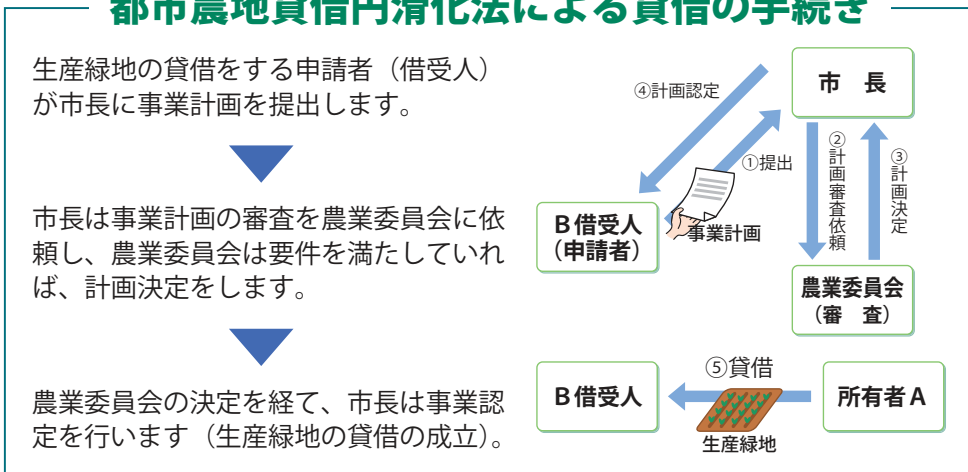 都市農地貸借円滑化法による貸借の手続き
生産緑地の貸借をする申請者（借受人）
が市長に事業計画を提出します。
市長は事業計画の審査を農業委員会に依
頼し、農業委員会は要件を満たしていれ
ば、計画決定をします。
農業委員会の決定を経て、市長は事業認
定を行います（生産緑地の貸借の成立）。
市　長
④計画認定
①提出
②計画審査依頼
③計画決定
B借受人
（申請者）
事業計画
農業委員会
（審　査）
B借受人
⑤貸借
所有者A
生産緑地